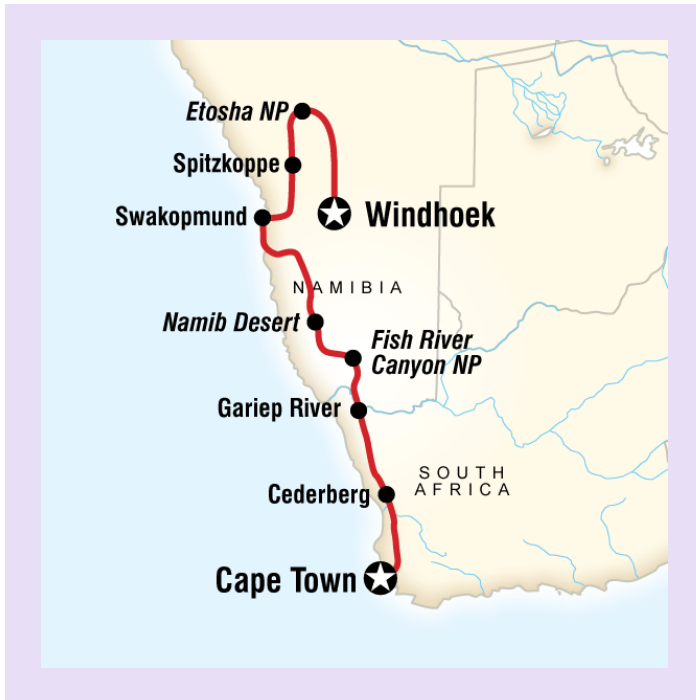 Etosha NP
Spitzkoppe
Swakopmund
Windhoek
NAMIBIA
Namib Desert
Fish River
Canyon NP
Gariep River
SOUTH
AFRICA
Cederberg
Cape Town